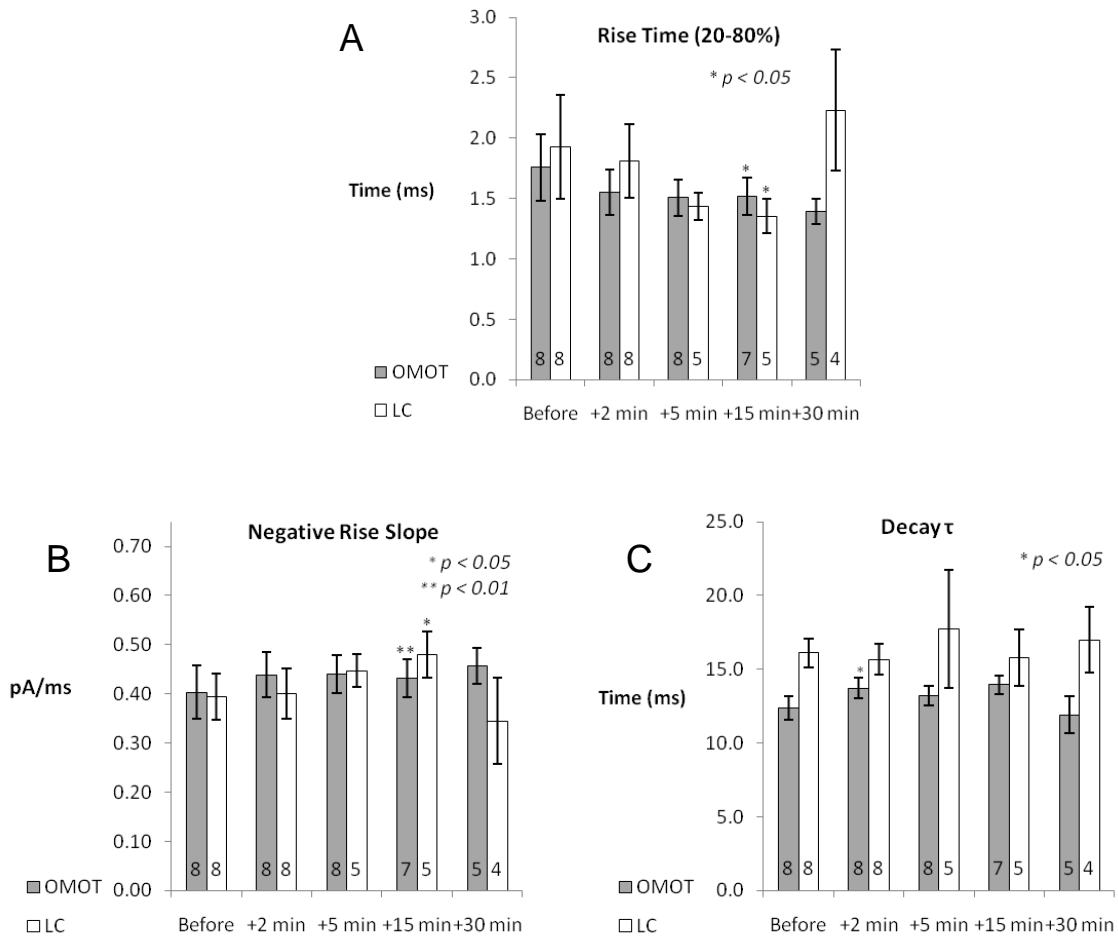 A
Rise Time (20-80%)
* p < 0.05
3.0
2.5
2.0
1.5
1.0
0.5
0.0
Time (ms)
* *
8 8 8 8 8 5 7 5 5 4
OMOT
LC
Before +2 min +5 min +15 min +30 min
B
Negative Rise Slope
* p < 0.05
** p < 0.01
0.70
0.60
0.50
0.40
0.30
0.20
0.10
0.00
pA/ms
** *
8 8 8 8 8 5 7 5 5 4
OMOT
LC
Before +2 min +5 min +15 min +30 min
C
Decay τ
* p < 0.05
25.0
20.0
15.0
10.0
5.0
0.0
Time (ms)
*
8 8 8 8 8 5 7 5 5 4
OMOT
LC
Before +2 min +5 min +15 min +30 min